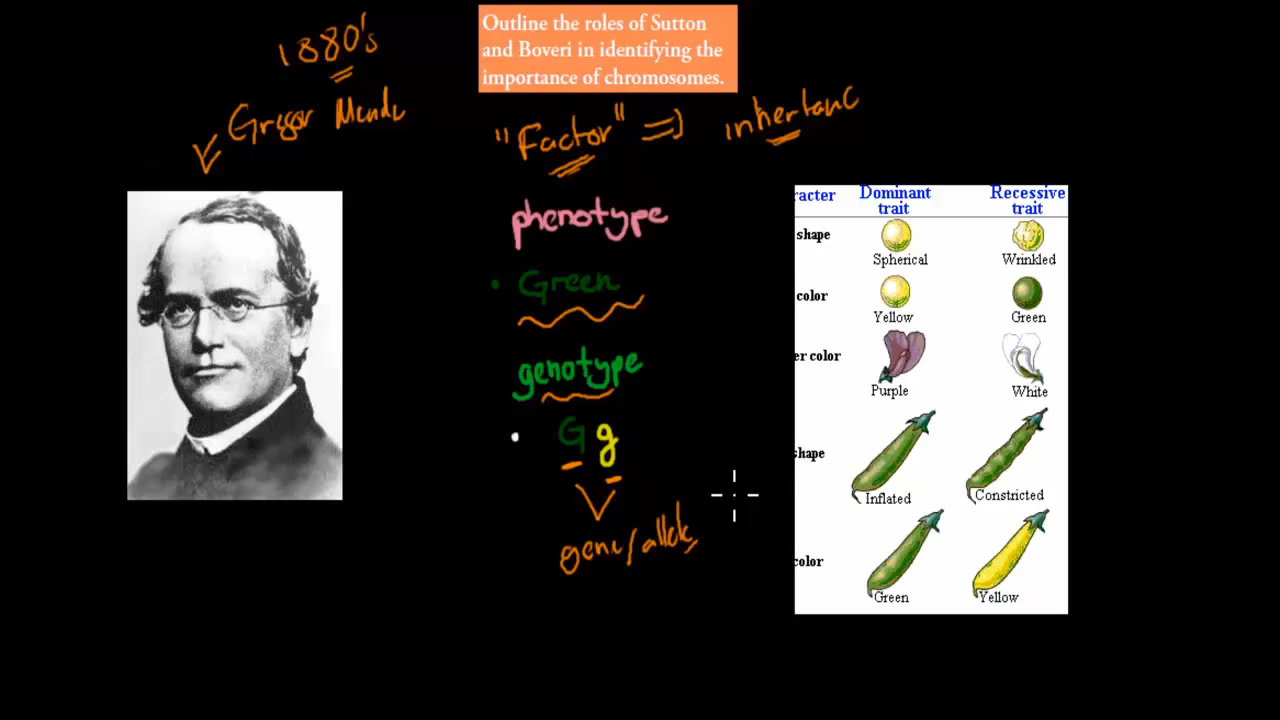 1880's
Outline the roles of Sutton
and Boveri in identifying the
importance of chromosomes.
Gregor Mende
"Factor" => inheritanc
phenotype
• Green
genotype
• G g
gene/allele
racter Dominant trait Recessive trait
shape
Spherical Wrinkled
color
Yellow Green
er color
Purple White
shape
Inflated Constricted
color
Green Yellow